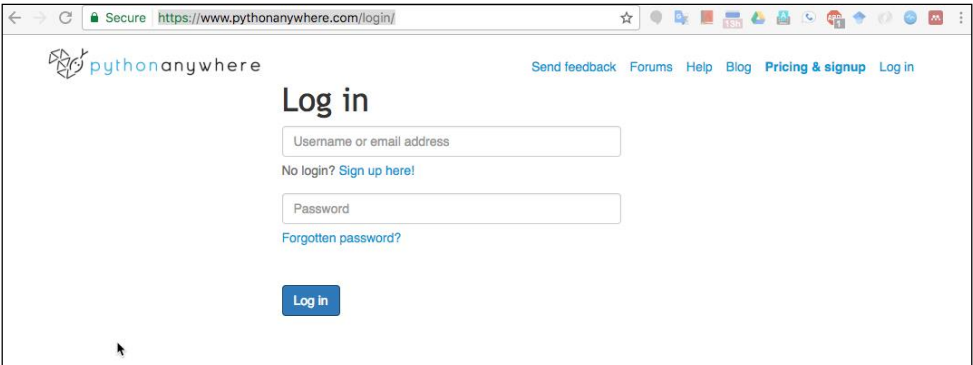 Secure https://www.pythonanywhere.com/login/
pythonanywhere
Send feedback Forums Help Blog Pricing & signup Log in
Log in
Username or email address
No login? Sign up here!
Password
Forgotten password?
Log in